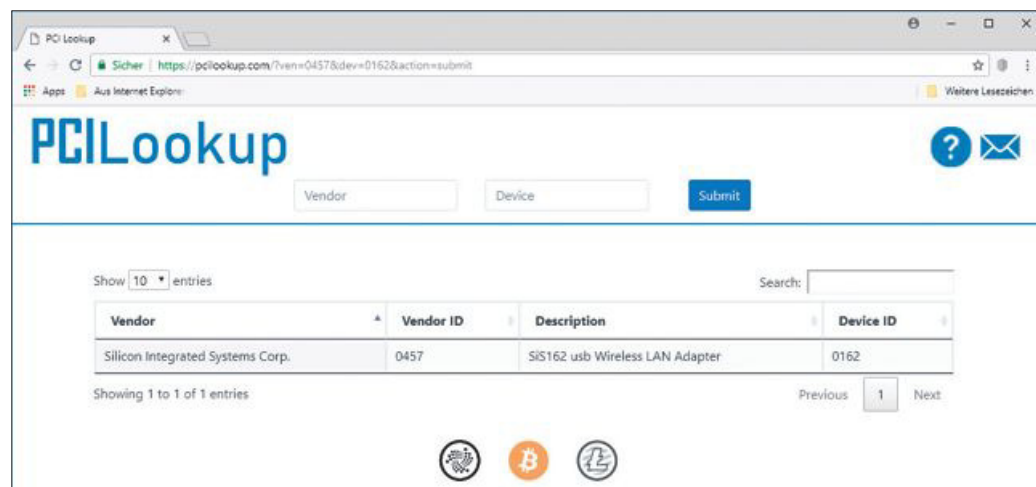 PCI Lookup
Sicher https://pcilookup.com/?ven=0457&dev=0162&action=submit
Apps Aus Internet Explorer Weitere Lesezeichen
PCILookup
Vendor Device Submit
Show 10 entries Search:
Vendor Vendor ID Description Device ID
Silicon Integrated Systems Corp. 0457 SiS162 usb Wireless LAN Adapter 0162
Showing 1 to 1 of 1 entries Previous 1 Next